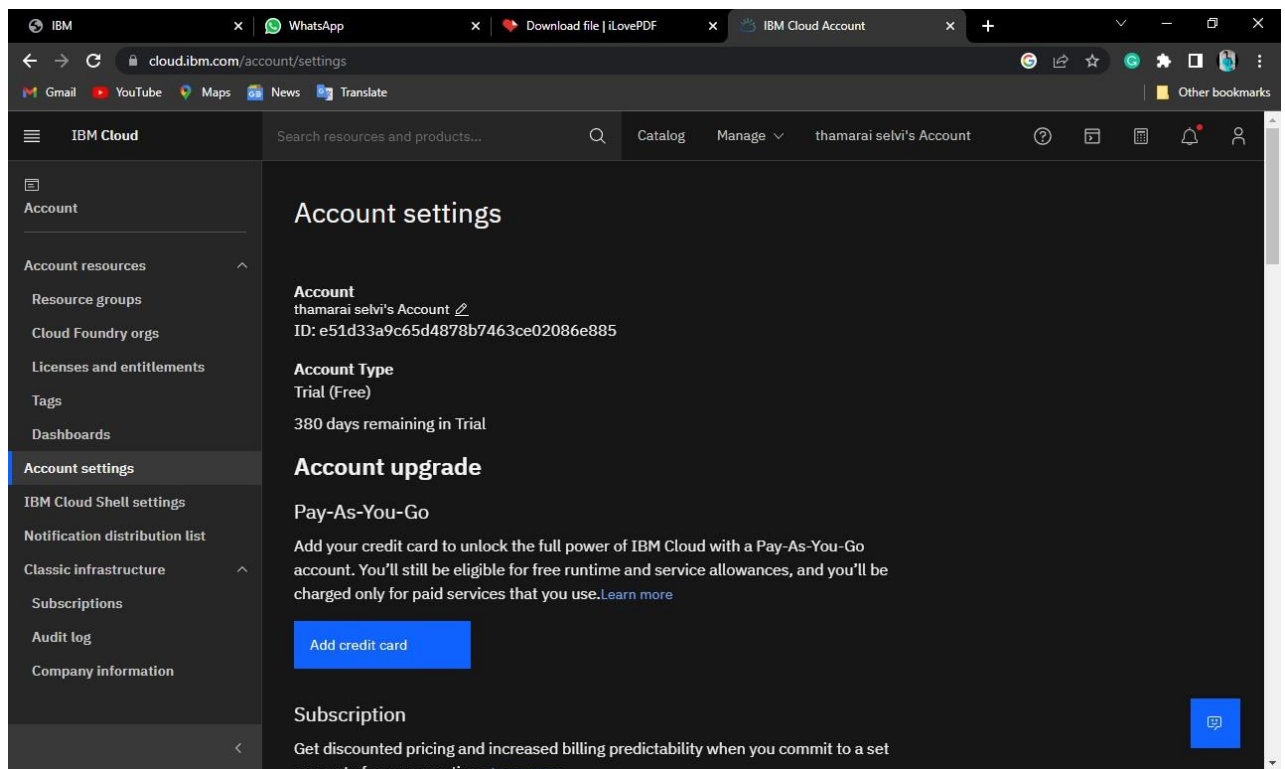 IBM
WhatsApp
Download file | iLovePDF
IBM Cloud Account
cloud.ibm.com/account/settings
Gmail
YouTube
Maps
News
Translate
Other bookmarks
IBM Cloud
Search resources and products...
Catalog
Manage
thamarai selvi's Account
Account
Account resources
Resource groups
Cloud Foundry orgs
Licenses and entitlements
Tags
Dashboards
Account settings
IBM Cloud Shell settings
Notification distribution list
Classic infrastructure
Subscriptions
Audit log
Company information
Account settings
Account
thamarai selvi's Account
ID: e51d33a9c65d4878b7463ce02086e885
Account Type
Trial (Free)
380 days remaining in Trial
Account upgrade
Pay-As-You-Go
Add your credit card to unlock the full power of IBM Cloud with a Pay-As-You-Go
account. You'll still be eligible for free runtime and service allowances, and you'll be
charged only for paid services that you use.Learn more
Add credit card
Subscription
Get discounted pricing and increased billing predictability when you commit to a set